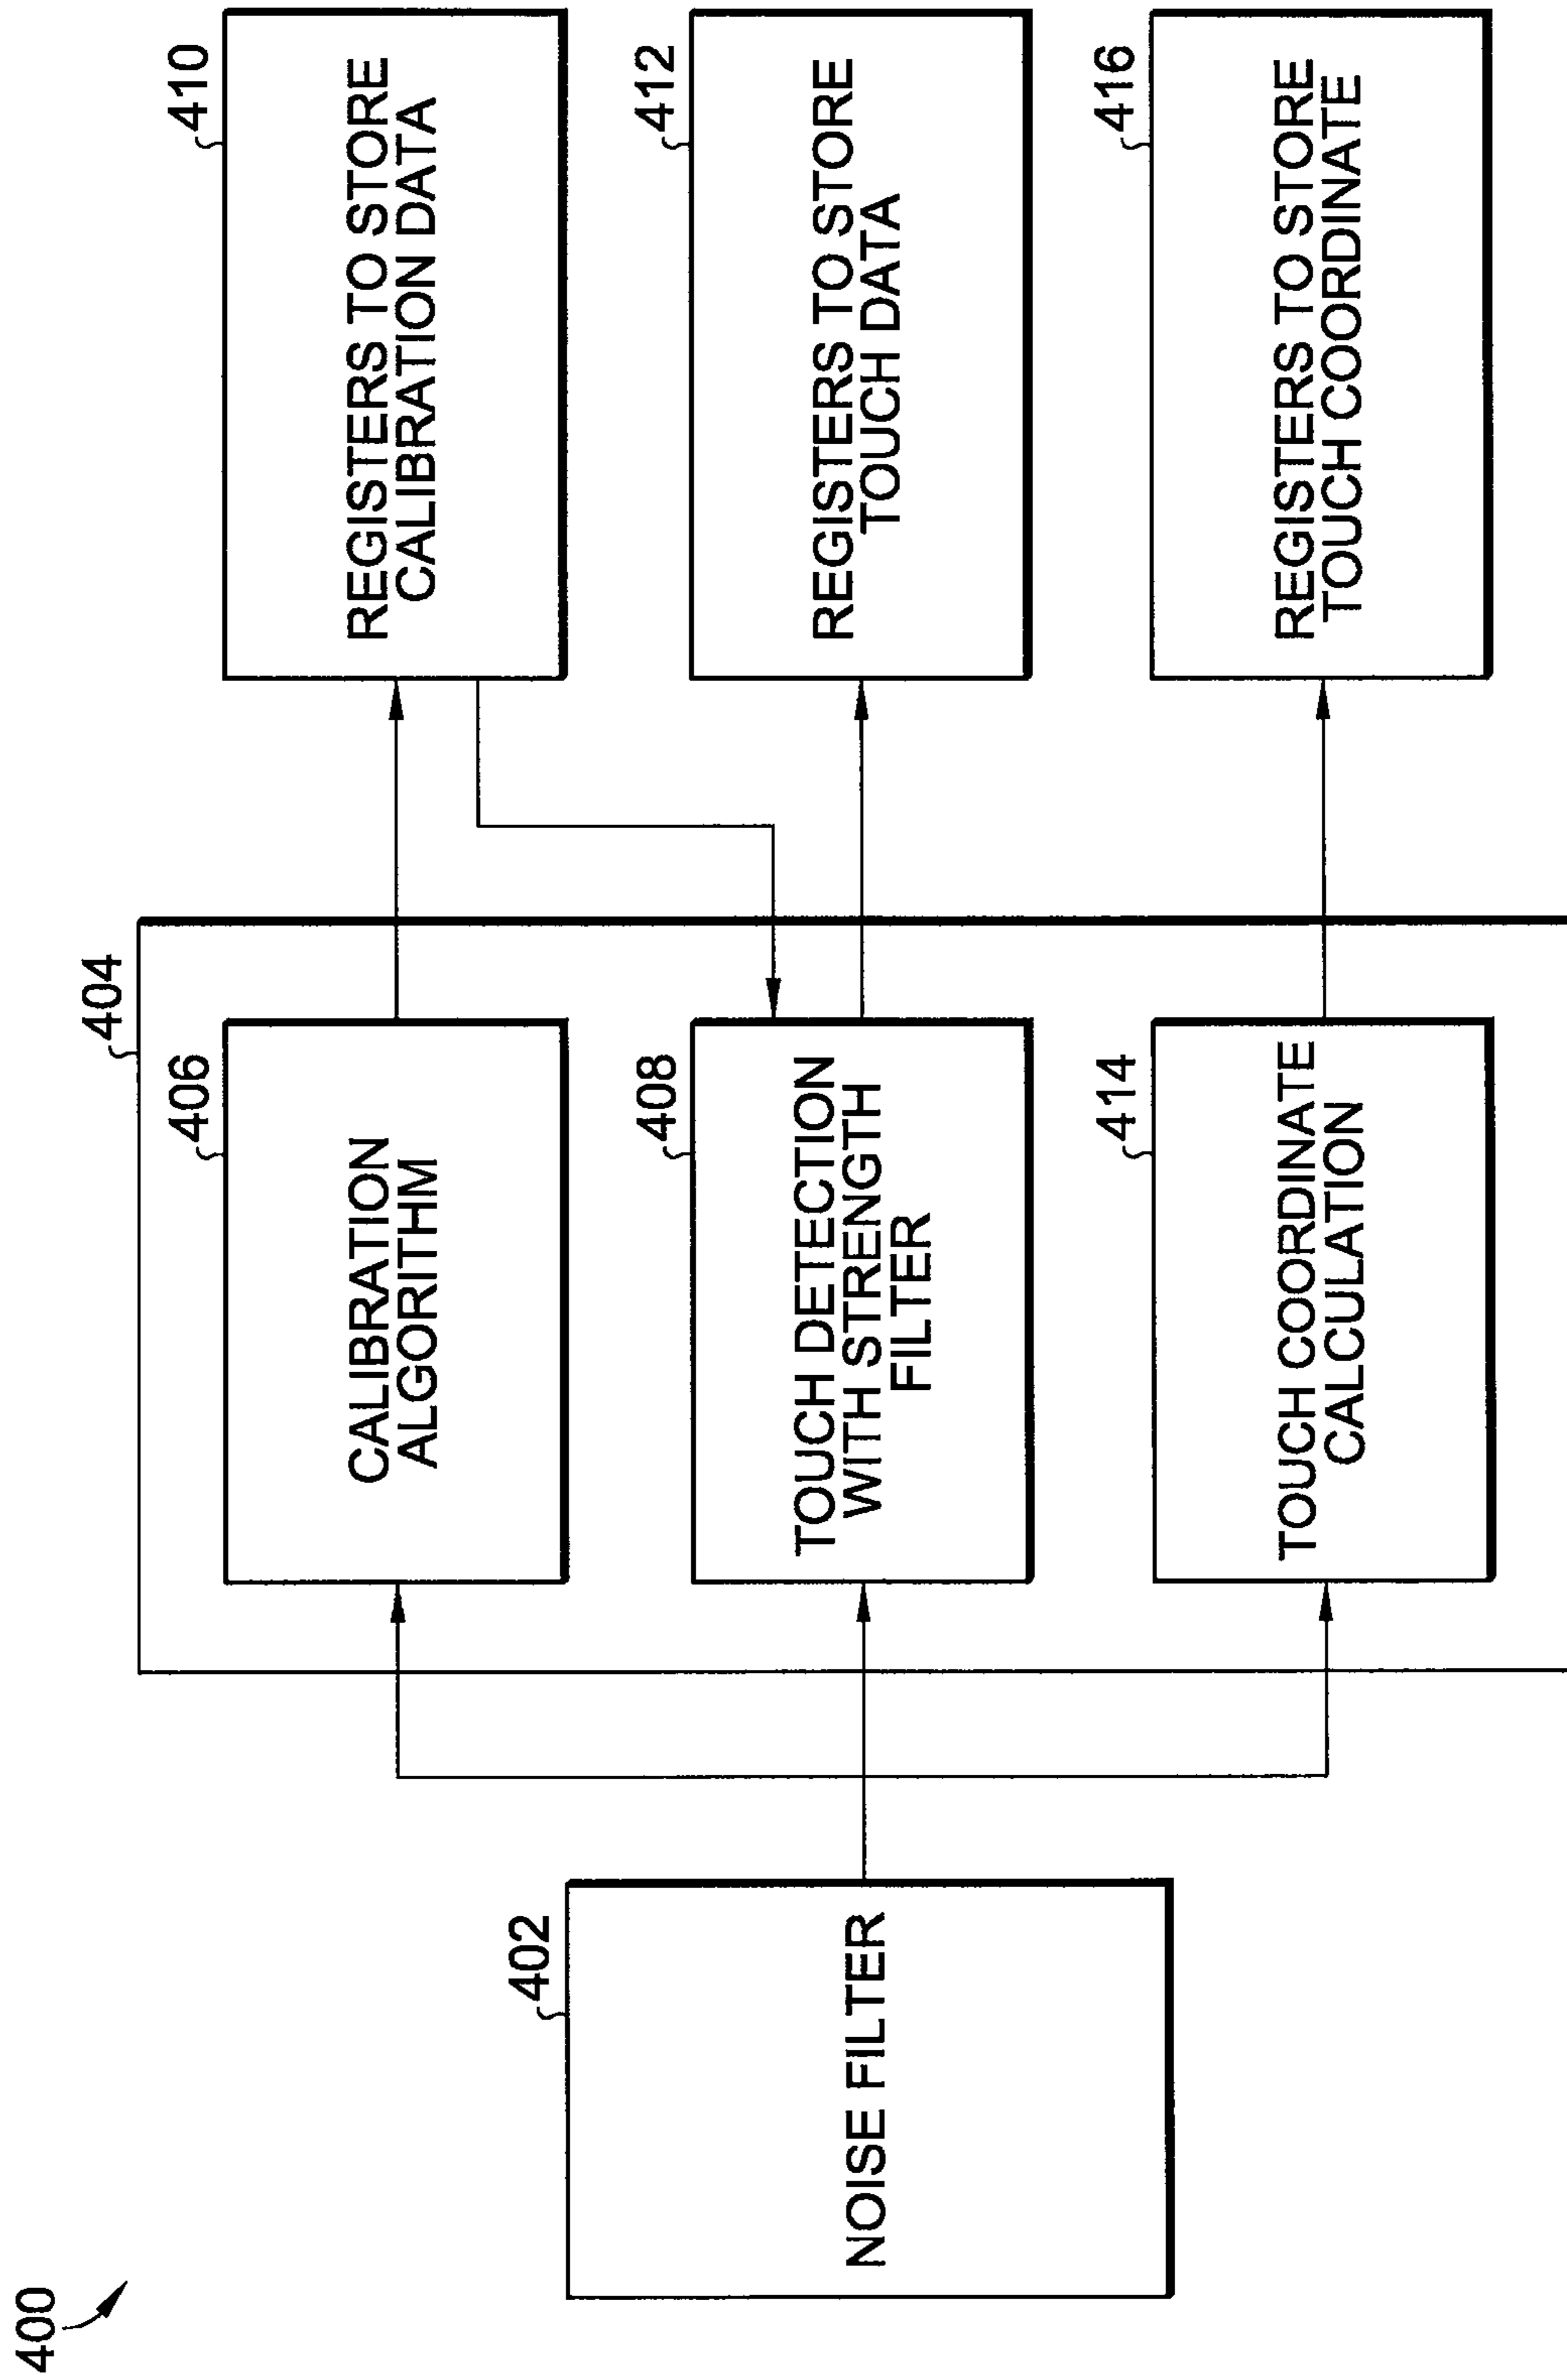 400
402
NOISE FILTER
404
406
CALIBRATION
ALGORITHM
408
TOUCH DETECTION
WITH STRENGTH
FILTER
414
TOUCH COORDINATE
CALCULATION
410
REGISTERS TO STORE
CALIBRATION DATA
412
REGISTERS TO STORE
TOUCH DATA
416
REGISTERS TO STORE
TOUCH COORDINATE